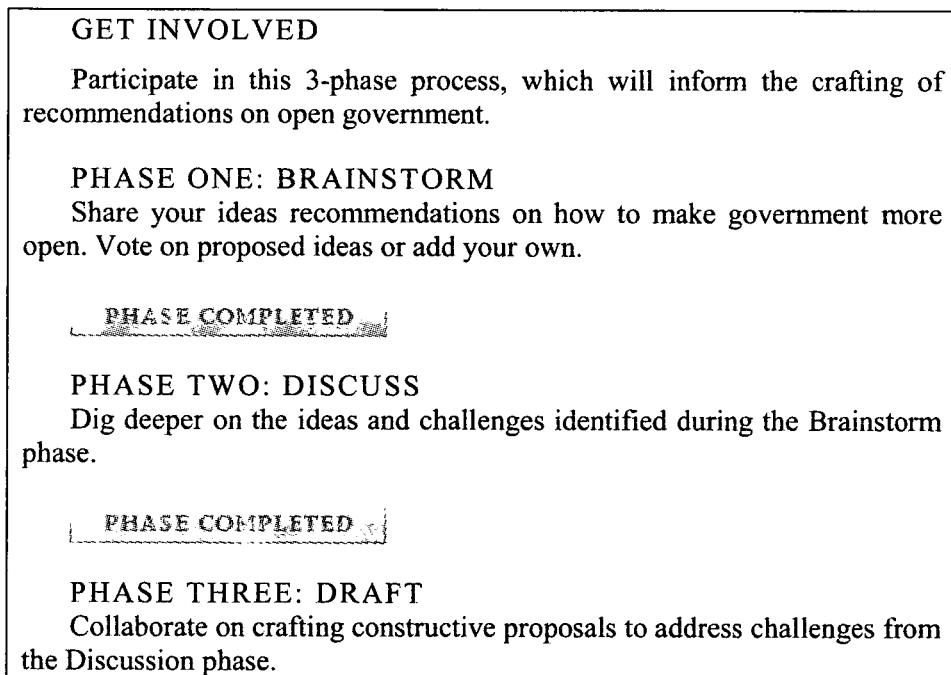 GET INVOLVED
Participate in this 3-phase process, which will inform the crafting of
recommendations on open government.
PHASE ONE: BRAINSTORM
Share your ideas recommendations on how to make government more
open. Vote on proposed ideas or add your own.
PHASE COMPLETED
PHASE TWO: DISCUSS
Dig deeper on the ideas and challenges identified during the Brainstorm
phase.
PHASE COMPLETED
PHASE THREE: DRAFT
Collaborate on crafting constructive proposals to address challenges from
the Discussion phase.